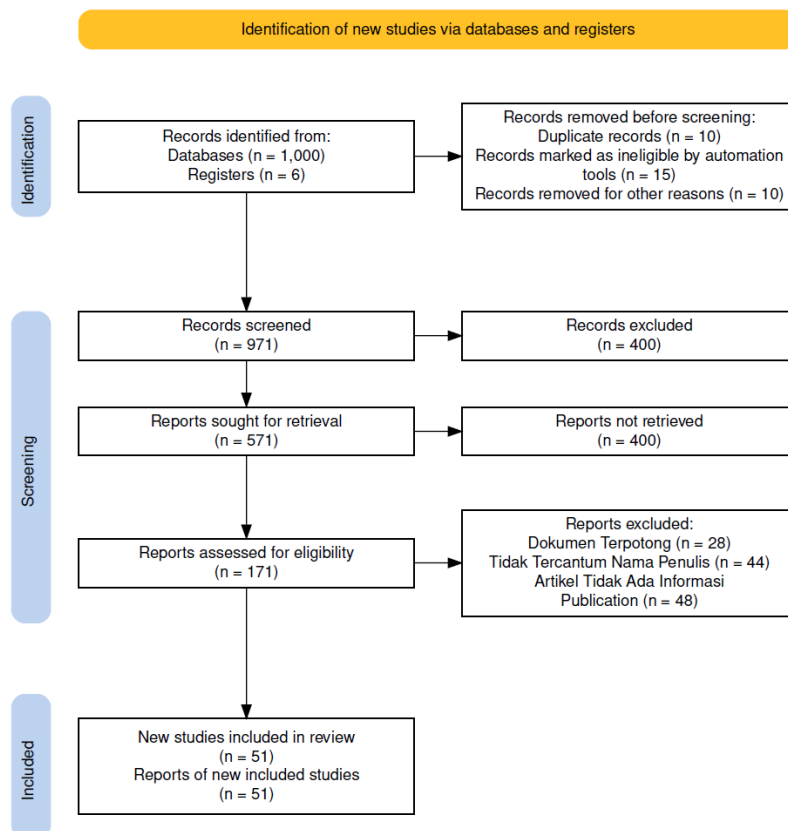 Identification of new studies via databases and registers
Identification
Records identified from:
Databases (n = 1,000)
Registers (n = 6)
Records removed before screening:
Duplicate records (n = 10)
Records marked as ineligible by automation
tools (n = 15)
Records removed for other reasons (n = 10)
Screening
Records screened
(n = 971)
Records excluded
(n = 400)
Reports sought for retrieval
(n = 571)
Reports not retrieved
(n = 400)
Reports assessed for eligibility
(n = 171)
Reports excluded:
Dokumen Terpotong (n = 28)
Tidak Tercantum Nama Penulis (n = 44)
Artikel Tidak Ada Informasi
Publication (n = 48)
Included
New studies included in review
(n = 51)
Reports of new included studies
(n = 51)